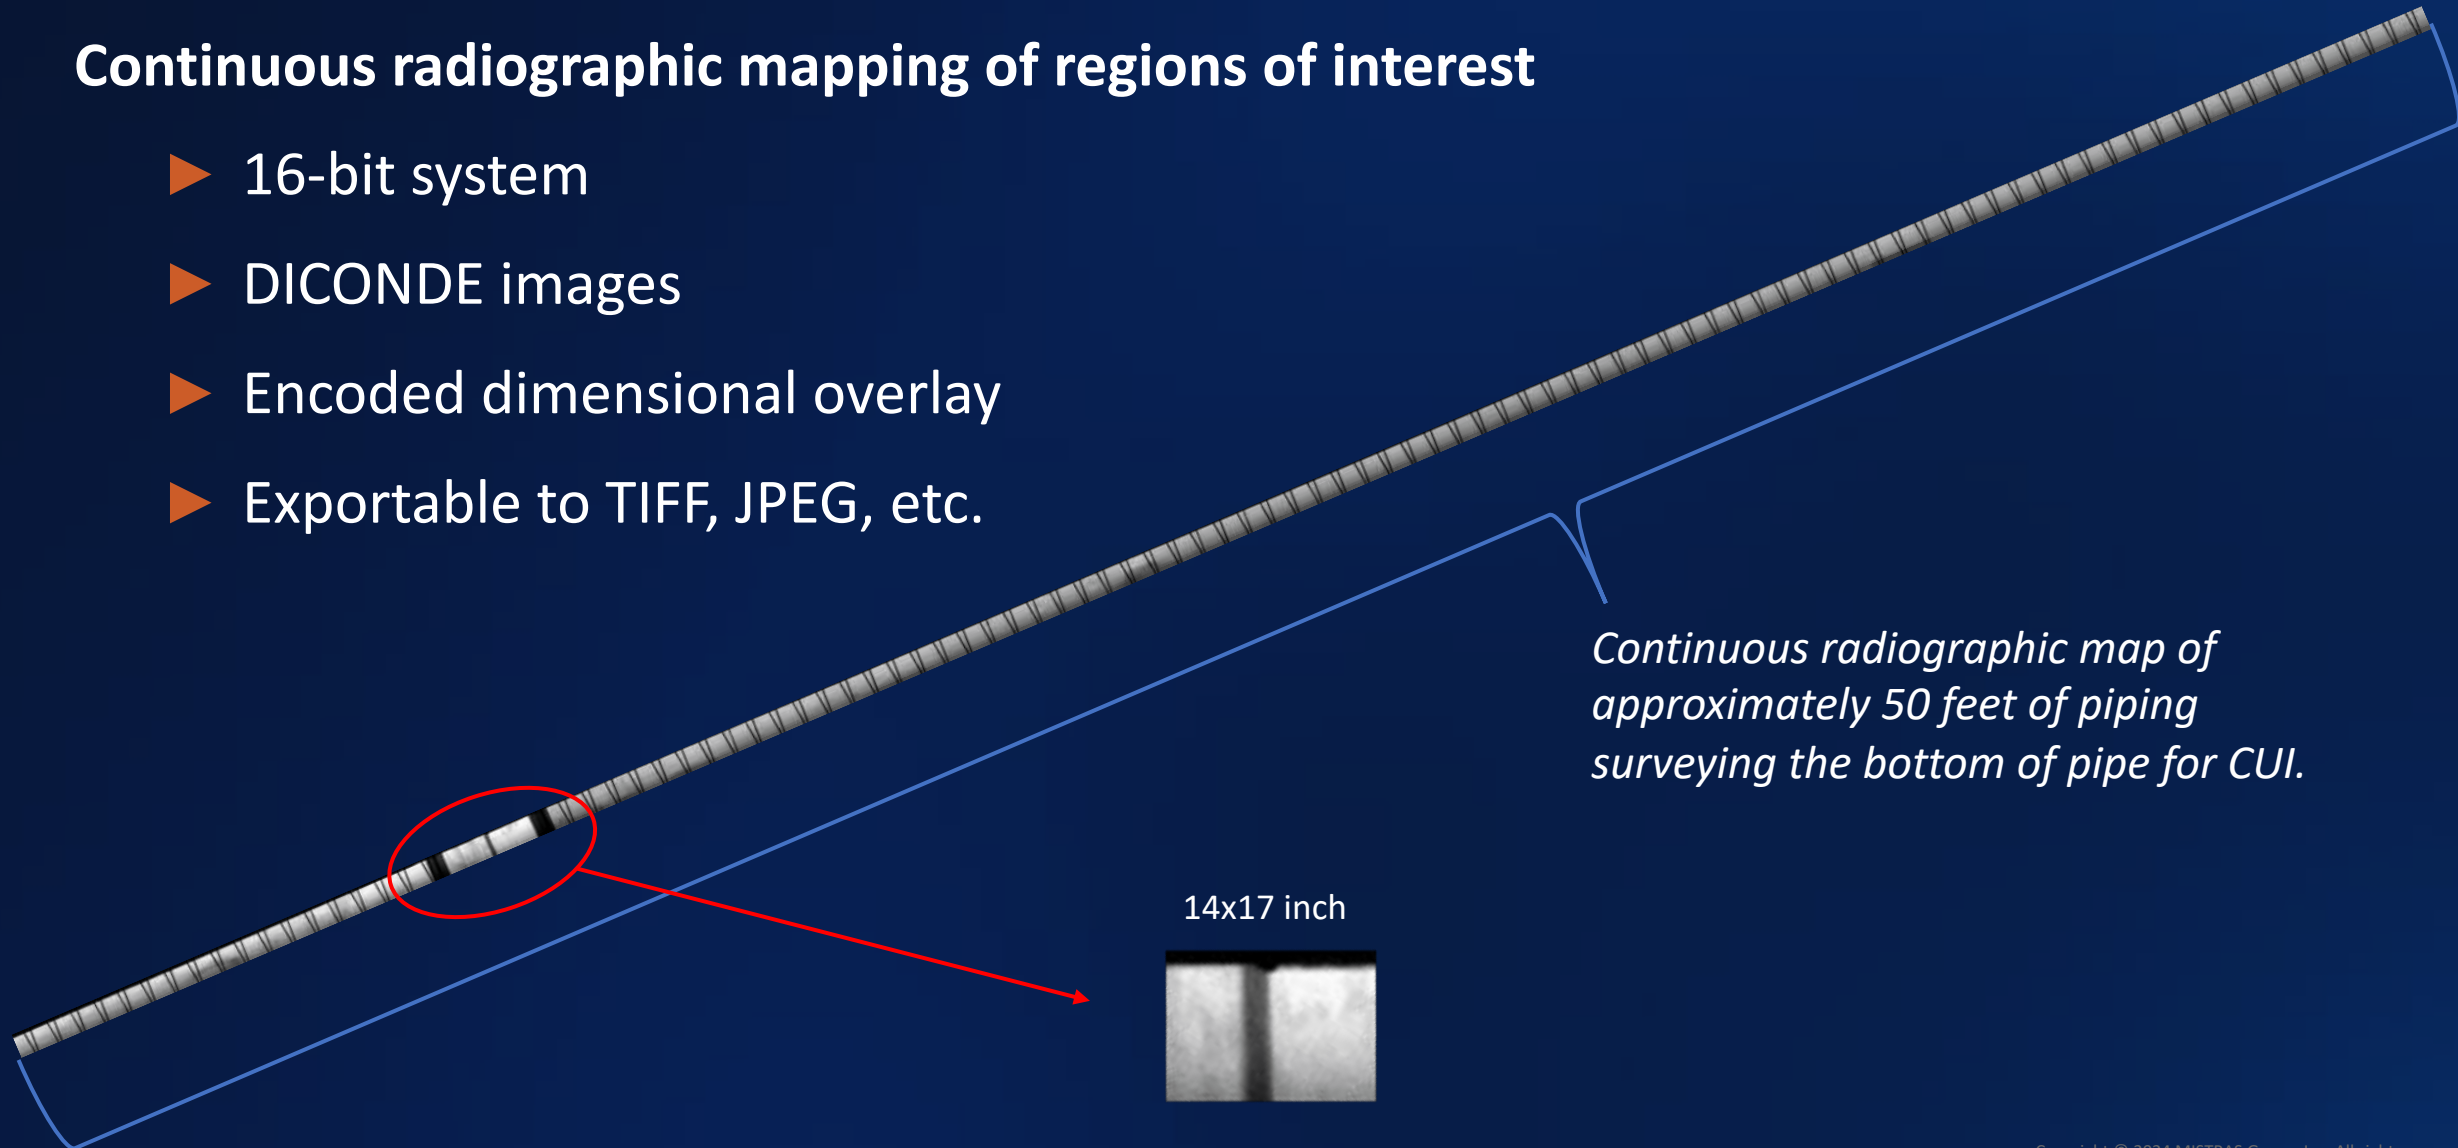 Continuous radiographic mapping of regions of interest
16-bit system
DICONDE images
Encoded dimensional overlay
Exportable to TIFF, JPEG, etc.
Continuous radiographic map of
approximately 50 feet of piping
surveying the bottom of pipe for CUI.
14x17 inch